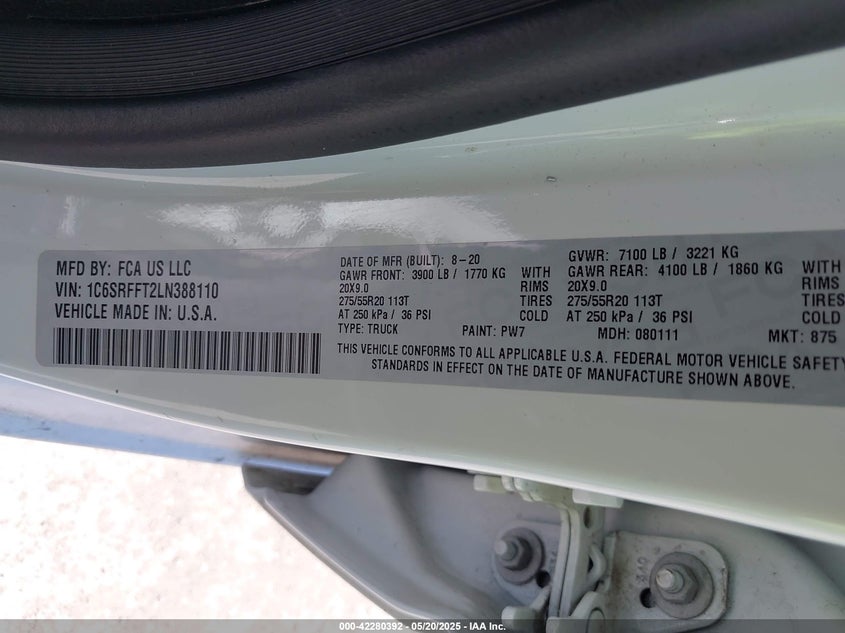 MFD BY: FCA US LLC
VIN: 1C6SRFFT2LN388110
VEHICLE MADE IN: U.S.A.
DATE OF MFR (BUILT): 8-20
GVWR: 7100 LB / 3221 KG
GAWR FRONT: 3900 LB / 1770 KG WITH GAWR REAR: 4100 LB / 1860 KG WITH
20X9.0 RIMS 20X9.0 RIMS
275/55R20 113T TIRES 275/55R20 113T TIRES
AT 250 kPa / 36 PSI COLD AT 250 kPa / 36 PSI COLD
TYPE: TRUCK PAINT: PW7 MDH: 080111 MKT: 875
THIS VEHICLE CONFORMS TO ALL APPLICABLE U.S.A. FEDERAL MOTOR VEHICLE SAFETY
STANDARDS IN EFFECT ON THE DATE OF MANUFACTURE SHOWN ABOVE.
000-42280392 - 05/20/2025 - IAA Inc.